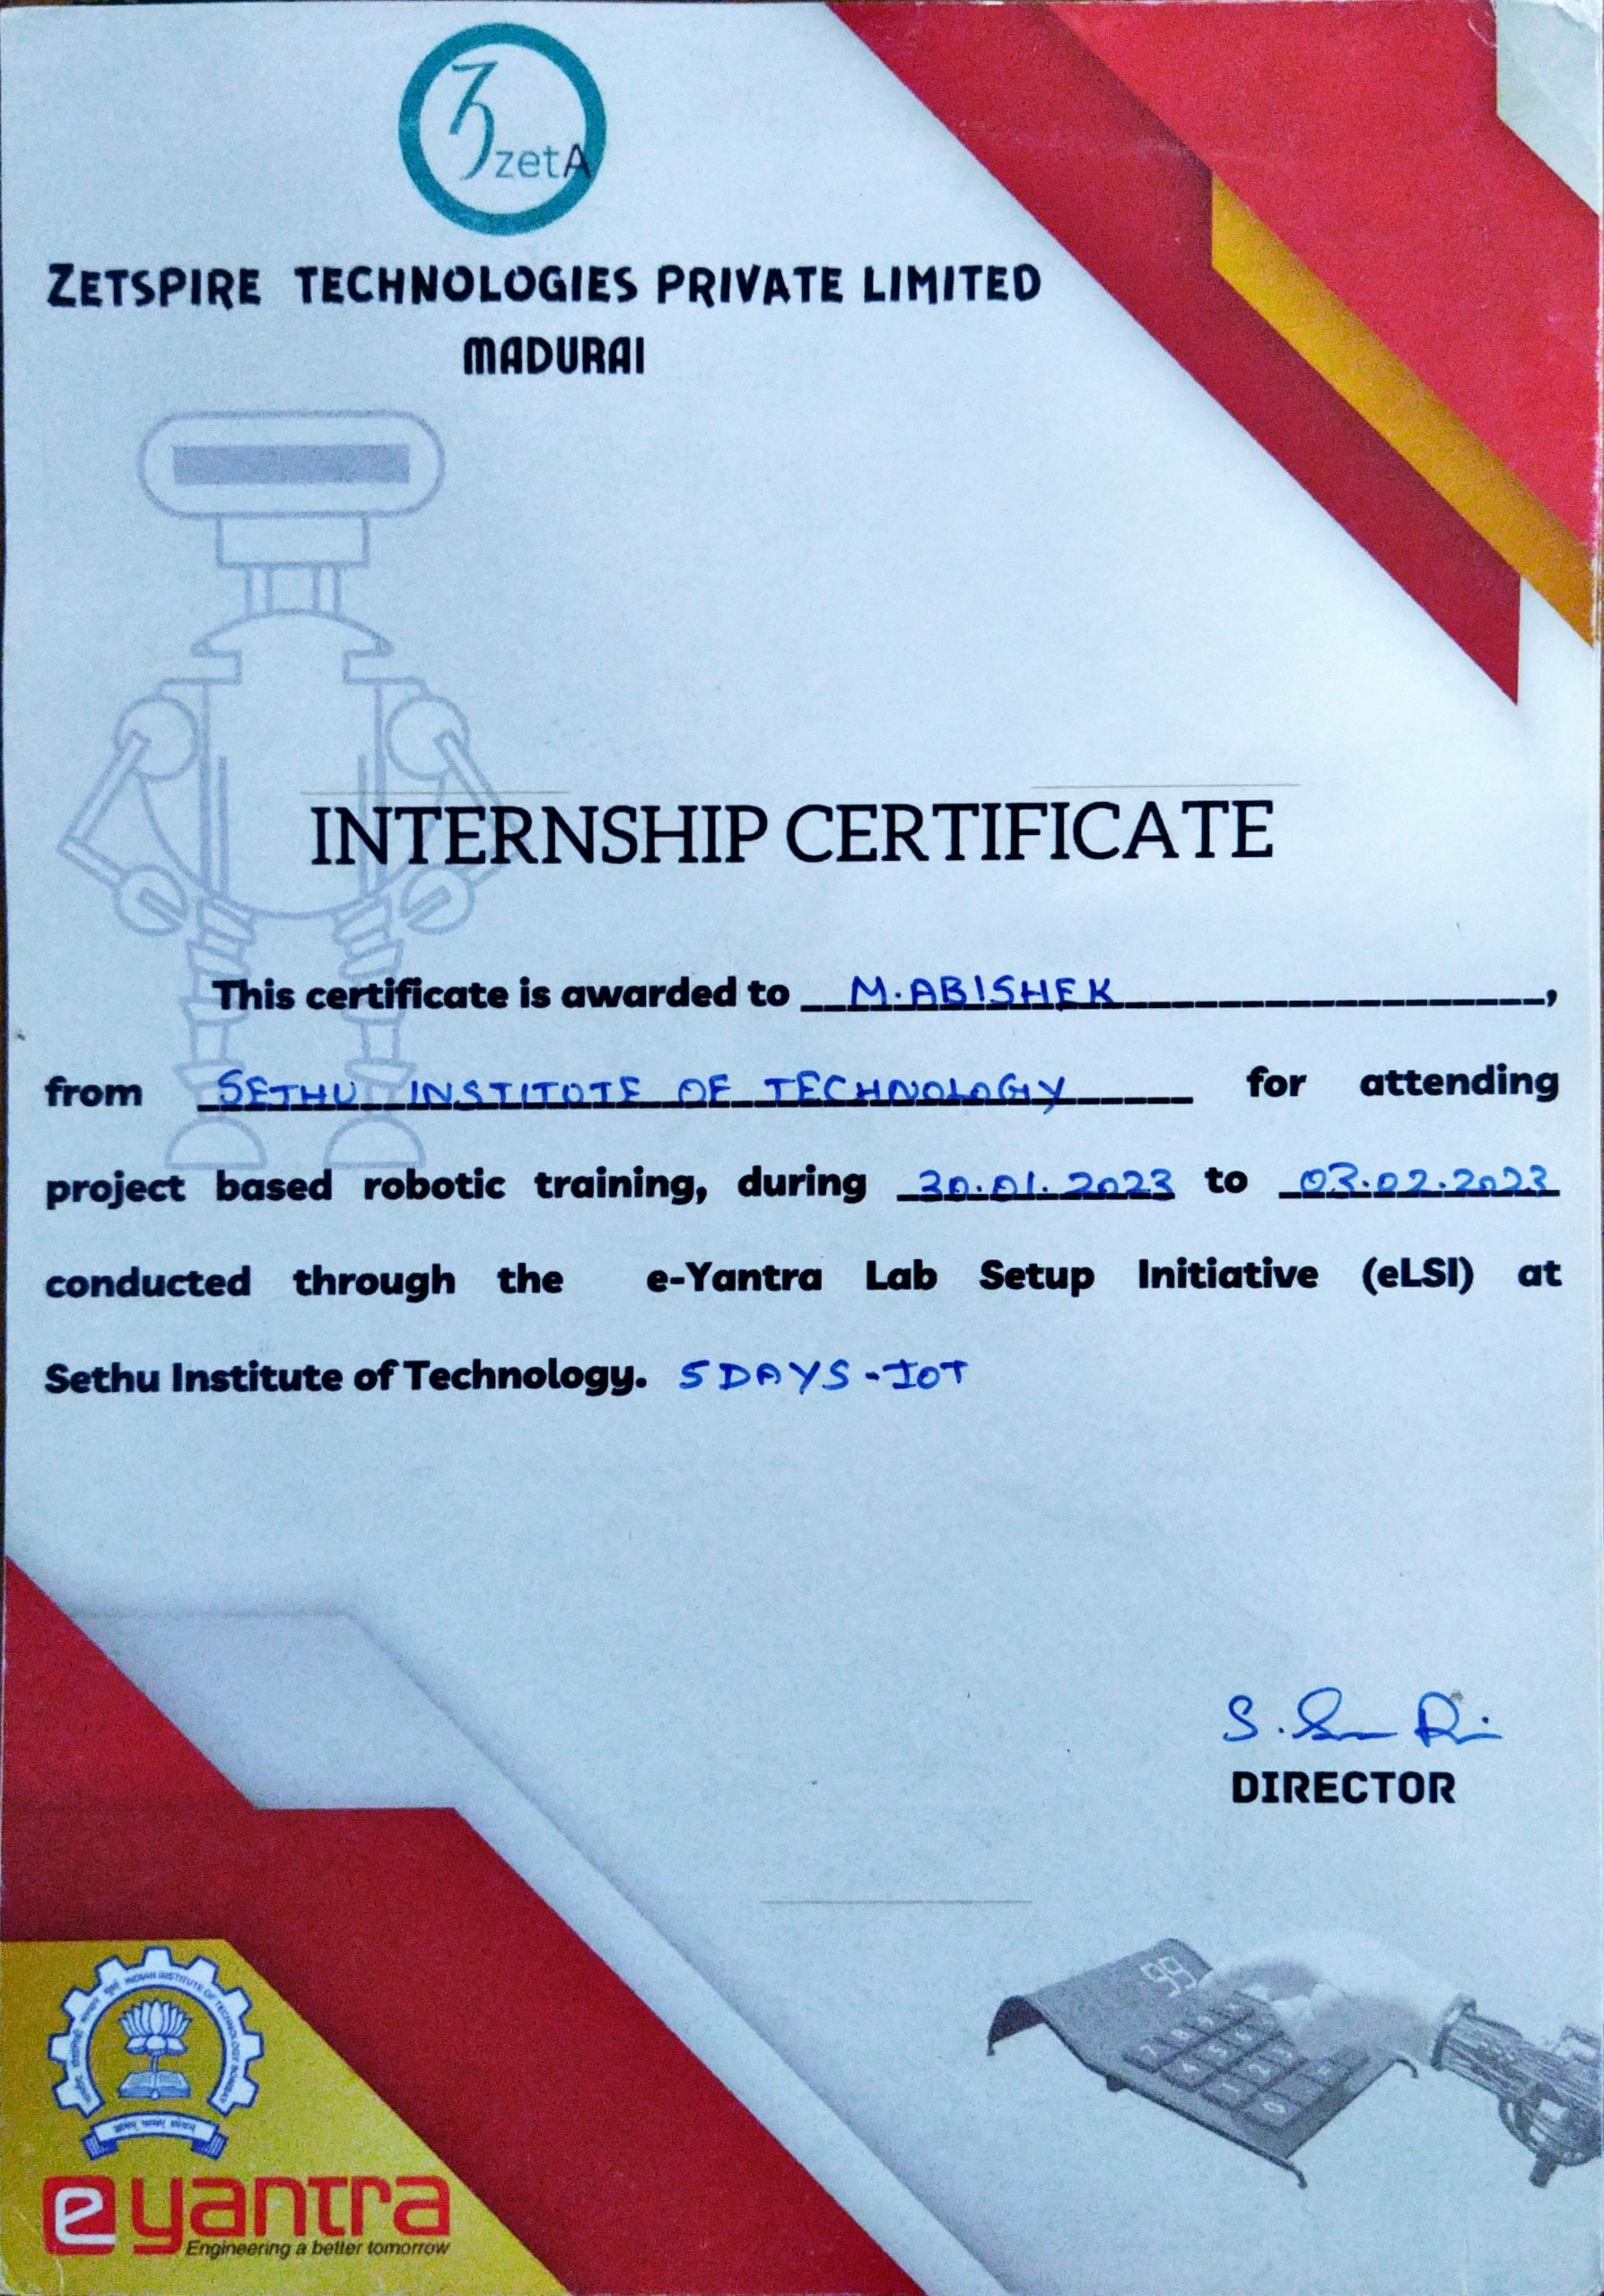 zetA
ZETSPIRE TECHNOLOGIES PRIVATE LIMITED
MADURAI
INTERNSHIP CERTIFICATE
This certificate is awarded to M.ABISHEK,
from SETHU INSTITUTE OF TECHNOLOGY for attending
project based robotic training, during 30.01.2023 to 03.02.2023
conducted through the e-Yantra Lab Setup Initiative (eLSI) at
Sethu Institute of Technology. 5DAYS-IOT
DIRECTOR
99
INDIAN INSTITUTE OF TECHNOLOGY BOMBAY
e yantra
Engineering a better tomorrow